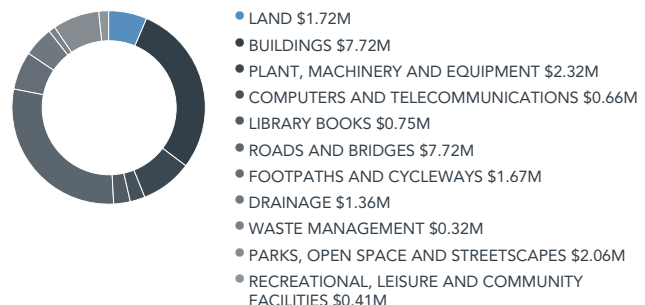 LAND $1.72M
BUILDINGS $7.72M
PLANT, MACHINERY AND EQUIPMENT $2.32M
COMPUTERS AND TELECOMMUNICATIONS $0.66M
LIBRARY BOOKS $0.75M
ROADS AND BRIDGES $7.72M
FOOTPATHS AND CYCLEWAYS $1.67M
DRAINAGE $1.36M
WASTE MANAGEMENT $0.32M
PARKS, OPEN SPACE AND STREETSCAPES $2.06M
RECREATIONAL, LEISURE AND COMMUNITY
FACILITIES $0.41M